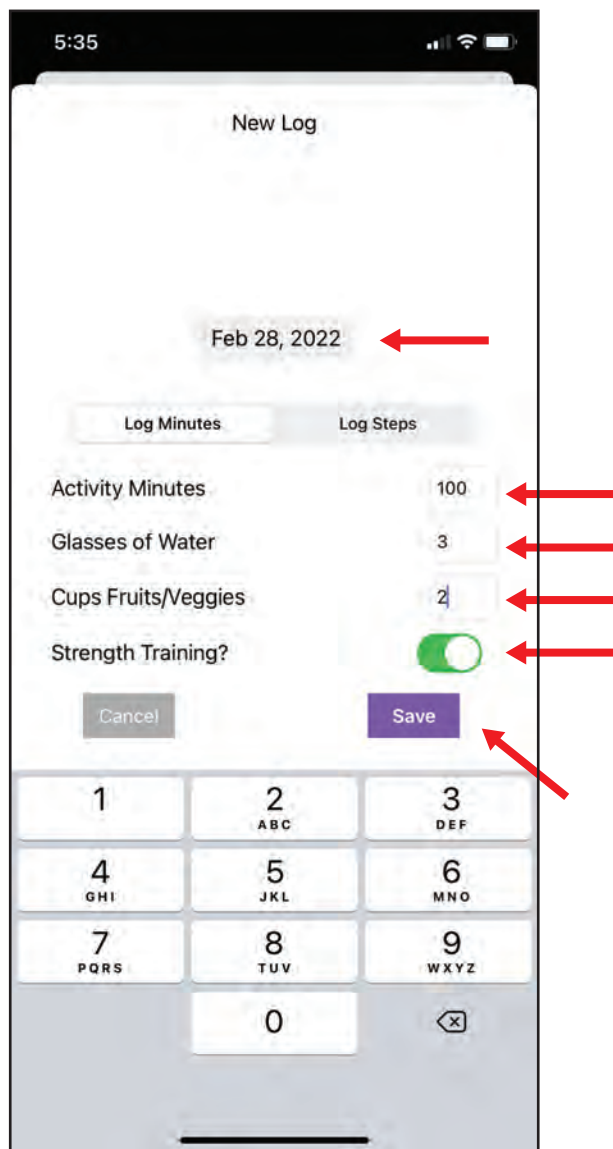 5:35
New Log
Feb 28, 2022
Log Minutes Log Steps
Activity Minutes 100
Glasses of Water 3
Cups Fruits/Veggies 2
Strength Training?
Cancel Save
1 2 3
ABC DEF
4 5 6
GHI JKL MNO
7 8 9
PQRS TUV WXYZ
0